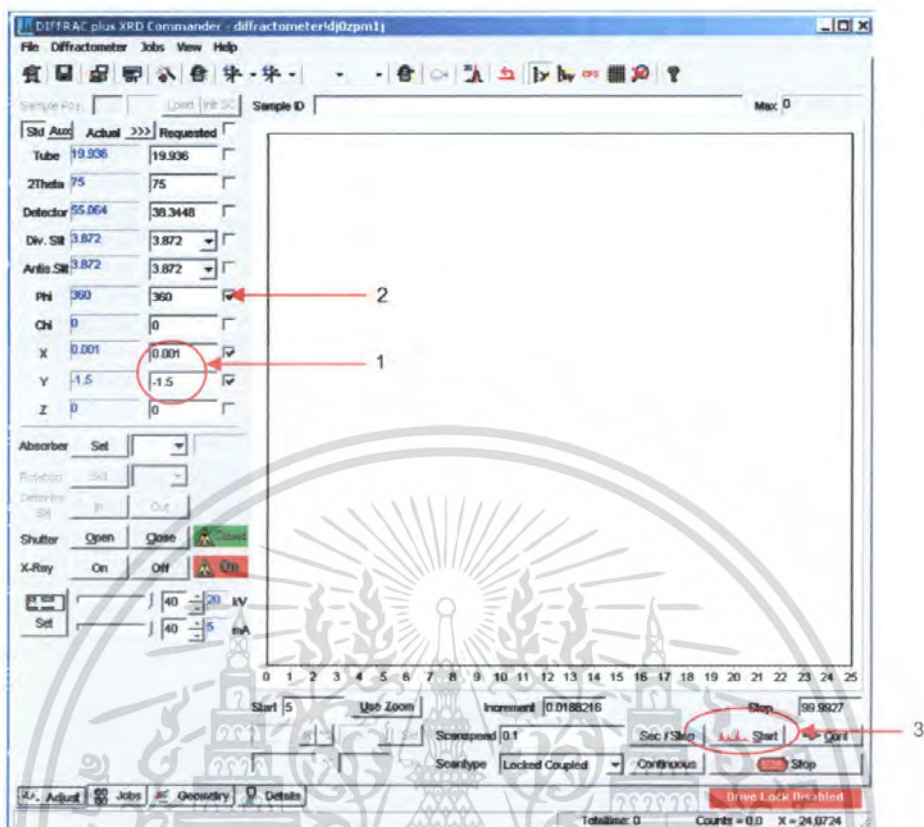 DIFFRAC plus XRD Commander - diffractometer!dj0zpm1j
File Diffractometer Jobs View Help
CPS
Sample Pos. Load Init SC Sample ID Max 0
Std Aux Actual >>> Requested
Tube 19.936 19.936
2Theta 75 75
Detector 55.064 38.3448
Div. Slit 3.872 3.872
Antis.Slit 3.872 3.872
Phi 360 360 2
Chi 0 0
X 0.001 0.001 1
Y -1.5 -1.5
Z 0 0
Absorber Set
Rotation Set
Detector Slit In Out
Shutter Open Close Closed
X-Ray On Off On
40 20 kV
Set 40 5 mA
0 1 2 3 4 5 6 7 8 9 10 11 12 13 14 15 16 17 18 19 20 21 22 23 24 25
Start 5 Use Zoom Increment 0.0188216 Stop 99.9927
Set Scanspeed 0.1 Sec / Step Start Cont 3
Scantype Locked Coupled Continuous STOP Stop
Adjust Jobs Geometry Details Drive Lock Disabled
Totaltime: 0 Counts = 0.0 X = 24.0724